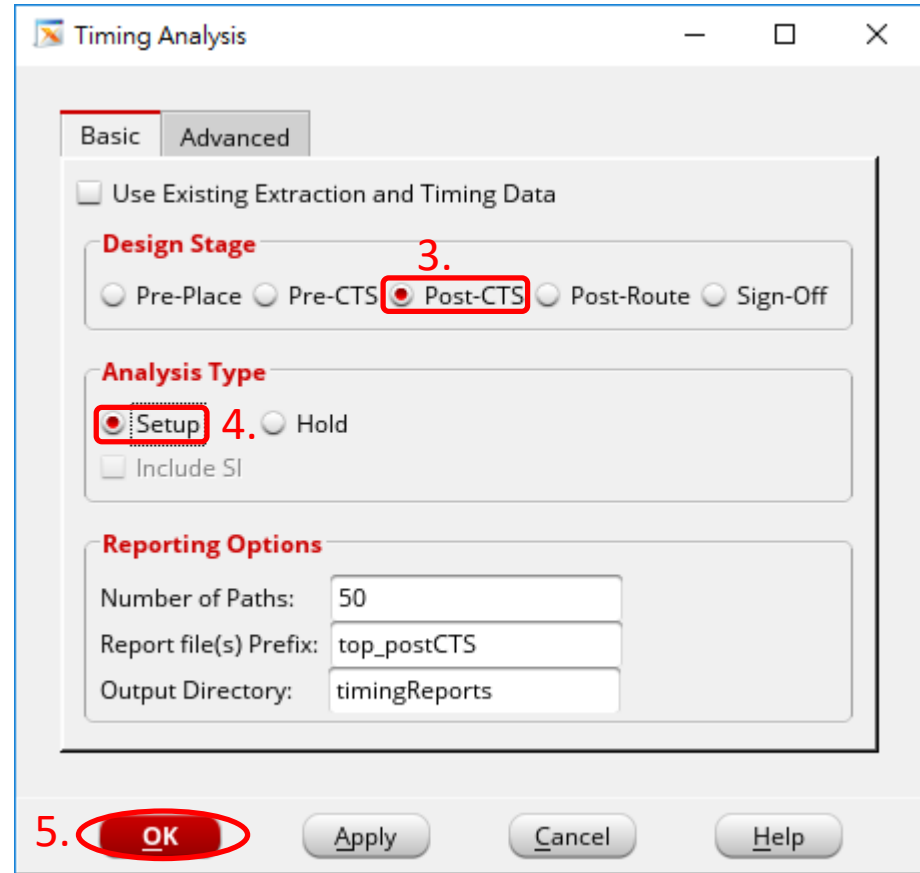 Timing Analysis
Basic Advanced
Use Existing Extraction and Timing Data
Design Stage
3.
Pre-Place Pre-CTS Post-CTS Post-Route Sign-Off
Analysis Type
Setup 4. Hold
Include SI
Reporting Options
Number of Paths: 50
Report file(s) Prefix: top_postCTS
Output Directory: timingReports
5. OK Apply Cancel Help